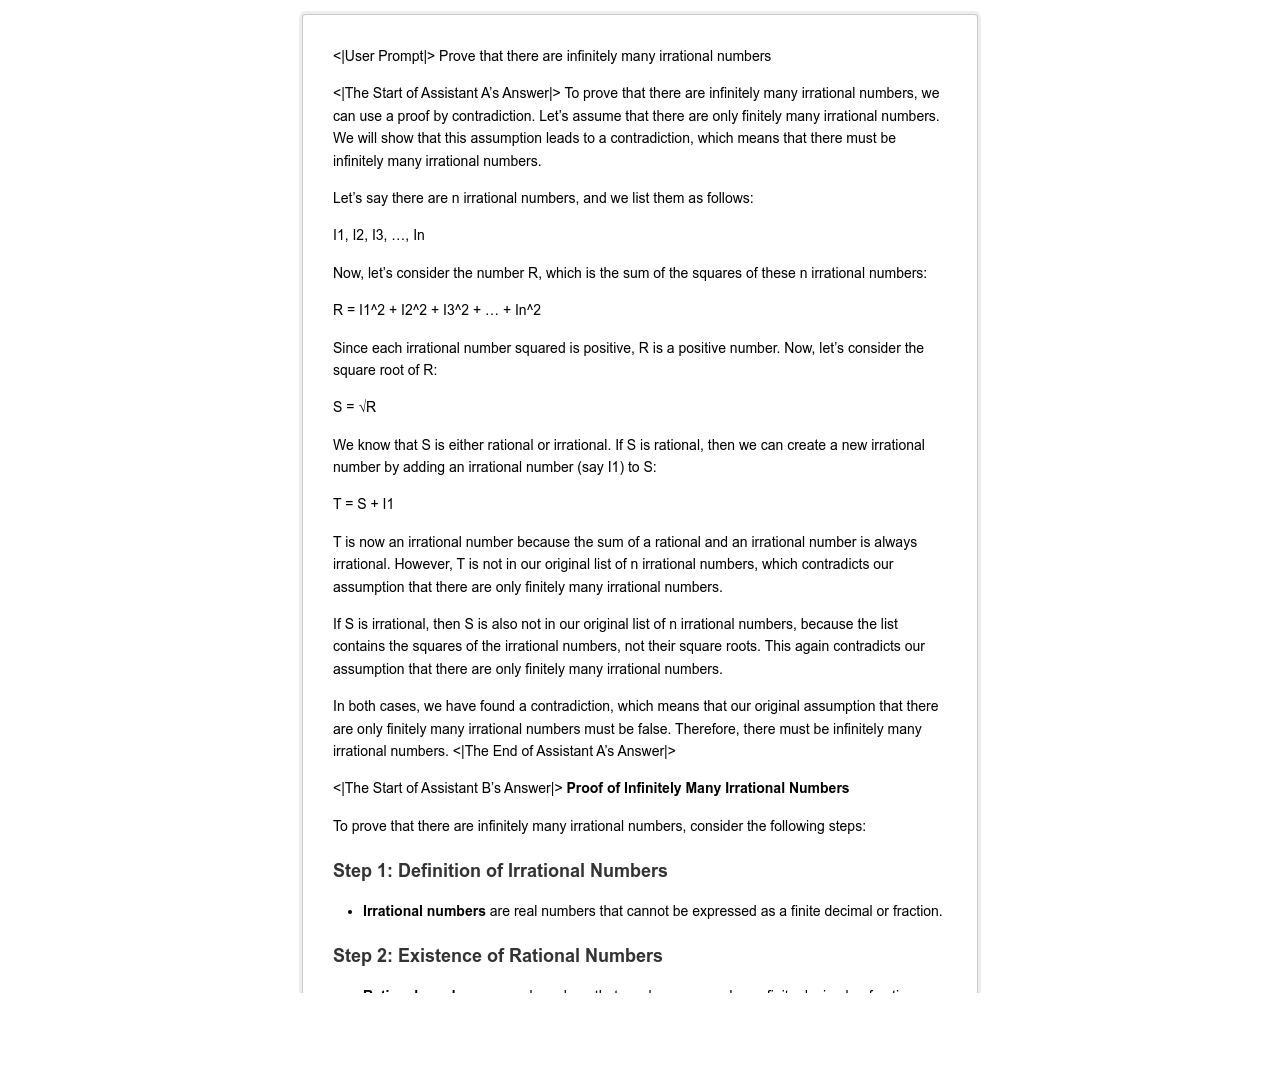 <|User Prompt|> Prove that there are infinitely many irrational numbers
<|The Start of Assistant A’s Answer|> To prove that there are infinitely many irrational numbers, we
can use a proof by contradiction. Let’s assume that there are only finitely many irrational numbers.
We will show that this assumption leads to a contradiction, which means that there must be
infinitely many irrational numbers.
Let’s say there are n irrational numbers, and we list them as follows:
I1, I2, I3, …, In
Now, let’s consider the number R, which is the sum of the squares of these n irrational numbers:
R = I1^2 + I2^2 + I3^2 + … + In^2
Since each irrational number squared is positive, R is a positive number. Now, let’s consider the
square root of R:
S = √R
We know that S is either rational or irrational. If S is rational, then we can create a new irrational
number by adding an irrational number (say I1) to S:
T = S + I1
T is now an irrational number because the sum of a rational and an irrational number is always
irrational. However, T is not in our original list of n irrational numbers, which contradicts our
assumption that there are only finitely many irrational numbers.
If S is irrational, then S is also not in our original list of n irrational numbers, because the list
contains the squares of the irrational numbers, not their square roots. This again contradicts our
assumption that there are only finitely many irrational numbers.
In both cases, we have found a contradiction, which means that our original assumption that there
are only finitely many irrational numbers must be false. Therefore, there must be infinitely many
irrational numbers. <|The End of Assistant A’s Answer|>
<|The Start of Assistant B’s Answer|> Proof of Infinitely Many Irrational Numbers
To prove that there are infinitely many irrational numbers, consider the following steps:
Step 1: Definition of Irrational Numbers
• Irrational numbers are real numbers that cannot be expressed as a finite decimal or fraction.
Step 2: Existence of Rational Numbers